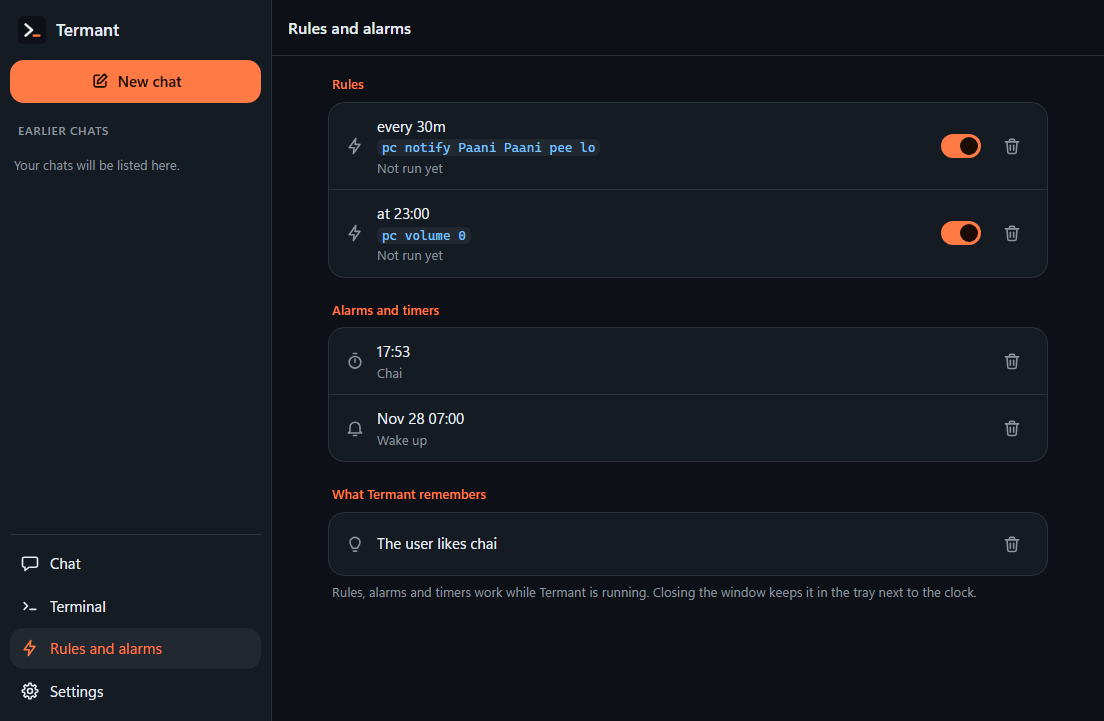 Termant
New chat
EARLIER CHATS
Your chats will be listed here.
Chat
Terminal
Rules and alarms
Settings
Rules and alarms
Rules
every 30m
pc notify Paani Paani pee lo
Not run yet
at 23:00
pc volume 0
Not run yet
Alarms and timers
17:53
Chai
Nov 28 07:00
Wake up
What Termant remembers
The user likes chai
Rules, alarms and timers work while Termant is running. Closing the window keeps it in the tray next to the clock.